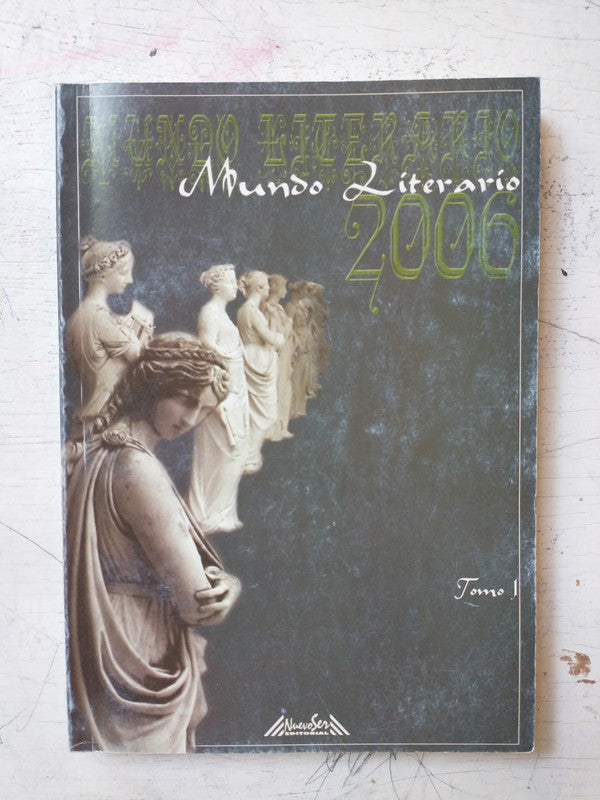 MUNDO LITERARIO
Mundo Literario
2006
Tomo I
NuevoSer
EDITORIAL